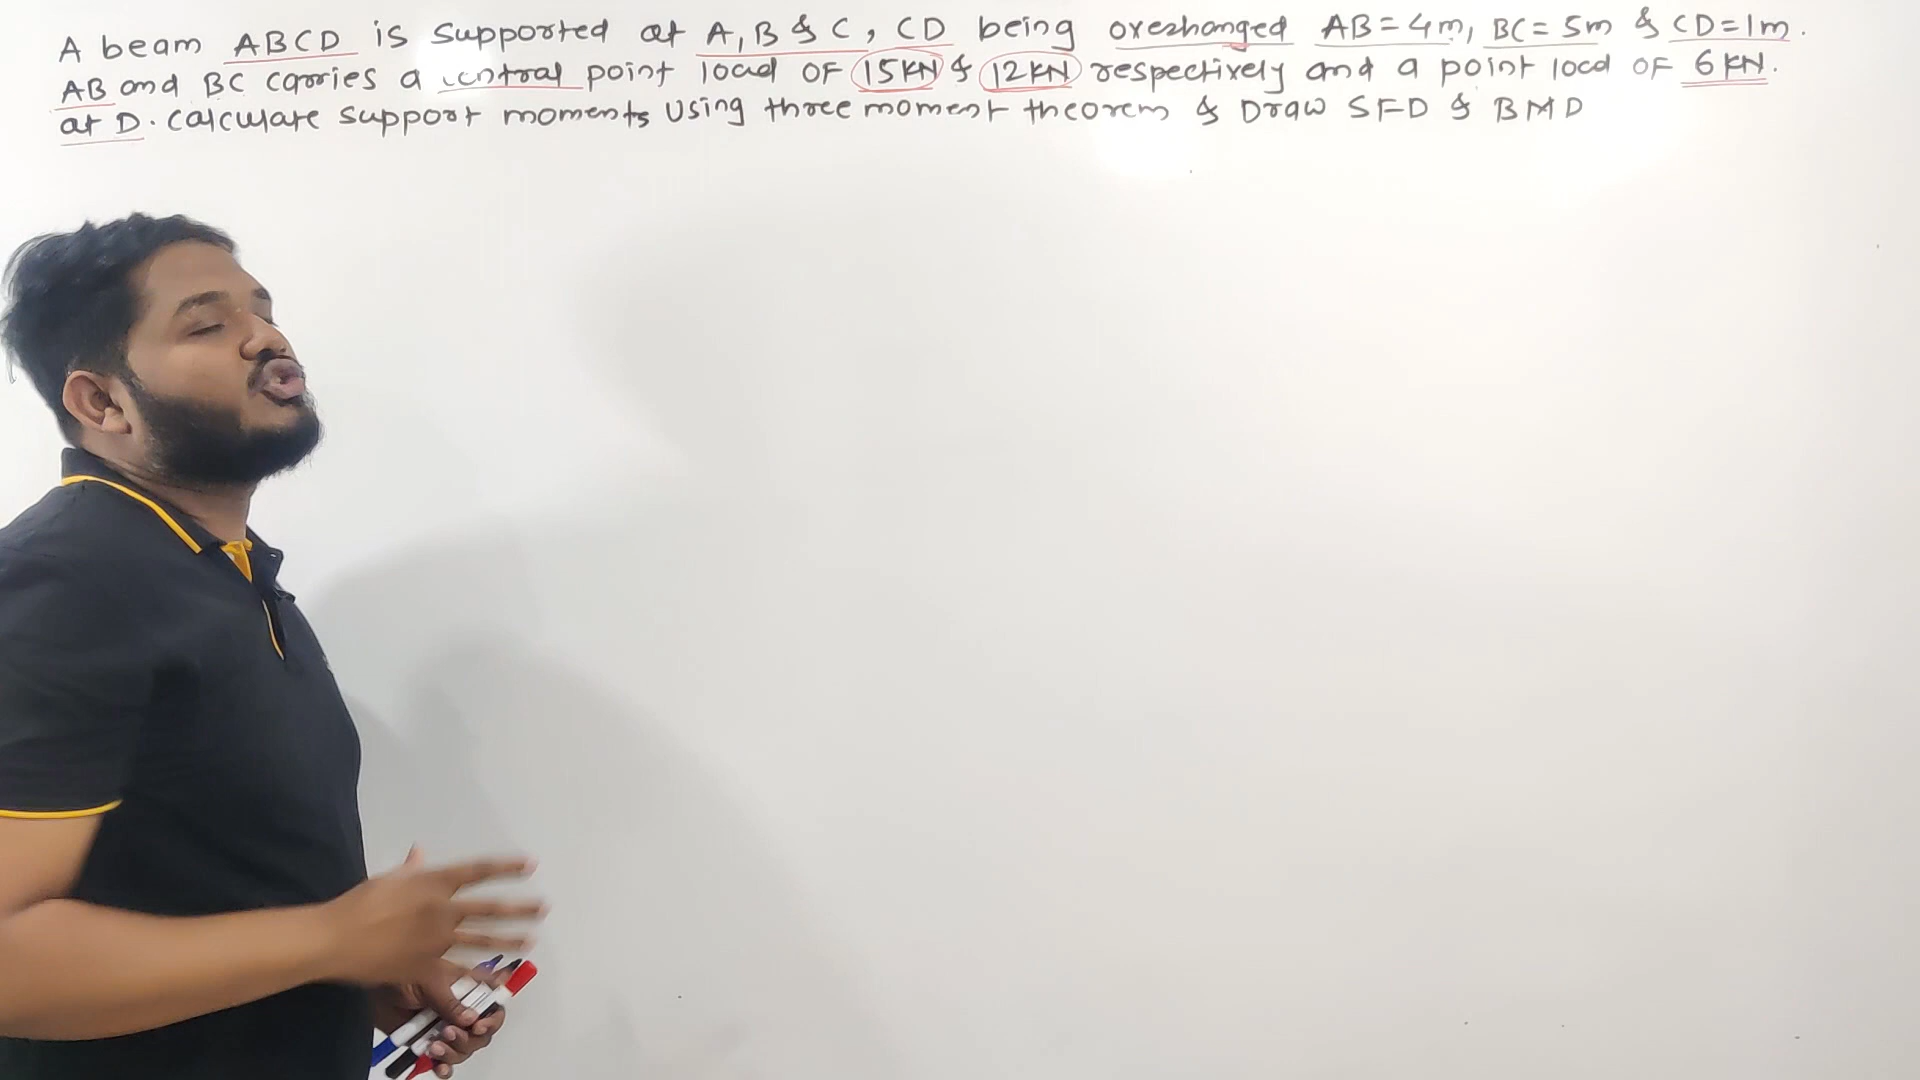 A beam ABCD is supported at A, B & C, CD being overhanged AB = 4m, BC = 5m & CD = 1m.
AB and BC carries a central point load OF 15KN & 12KN respectively and a point load OF 6KN.
at D. calculate support moments using three moment theorem & Draw SFD & BMD